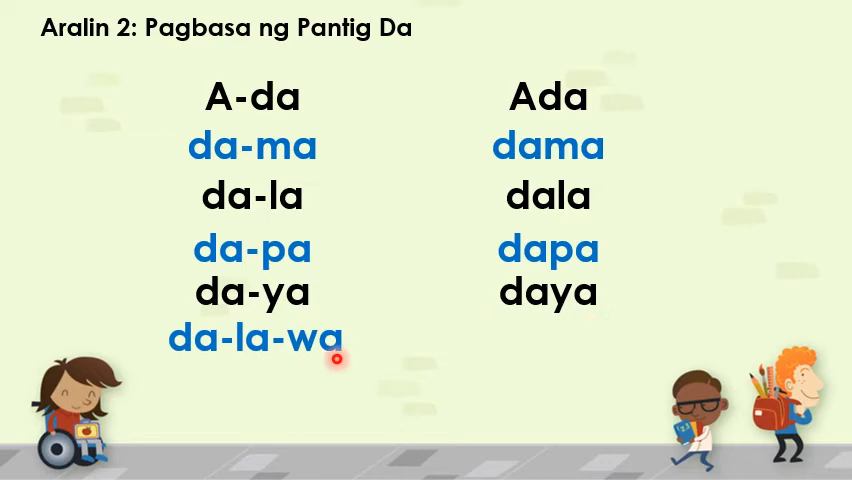 Aralin 2: Pagbasa ng Pantig Da
A-da Ada
da-ma dama
da-la dala
da-pa dapa
da-ya daya
da-la-wa